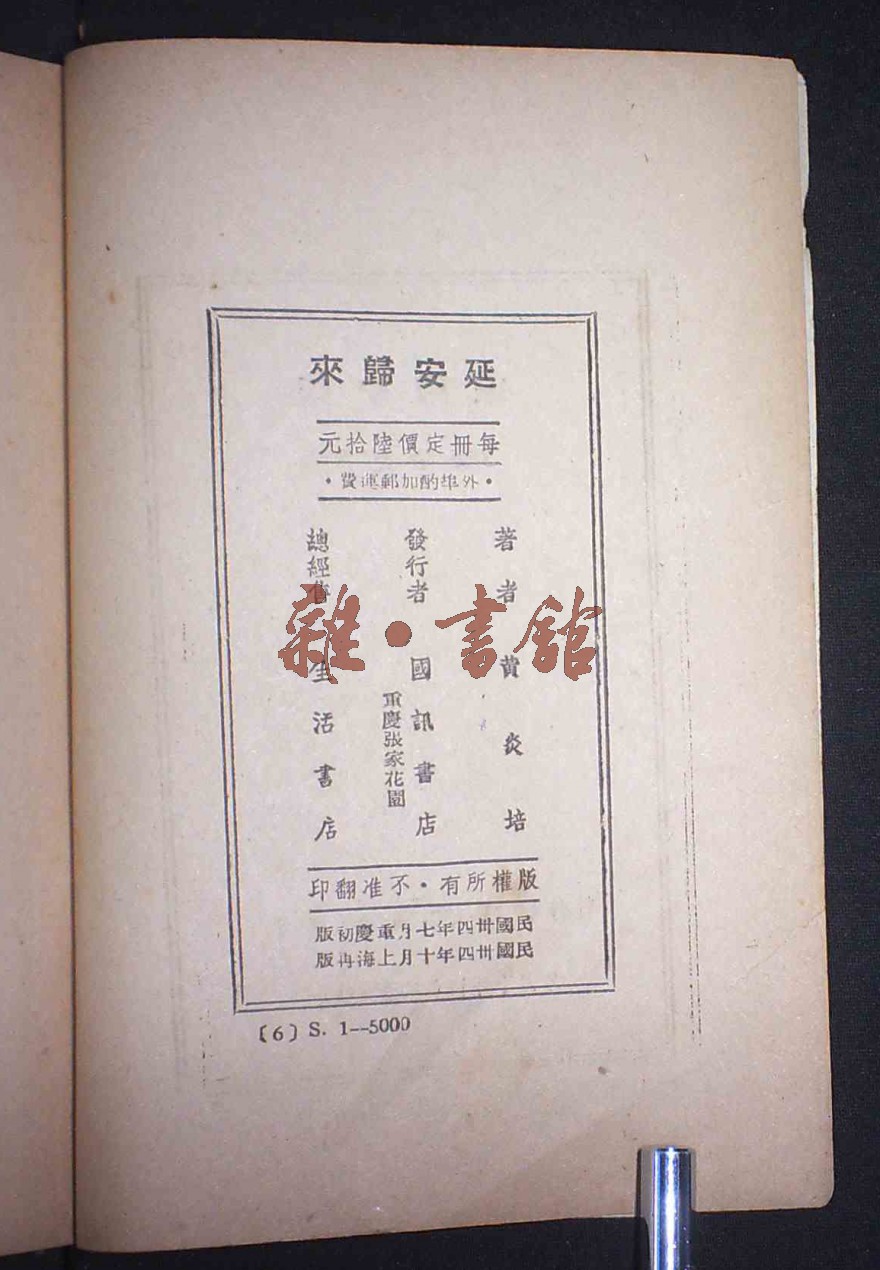 延安歸來
每冊定價陸拾元
•外埠酌加郵運費•
著者 黃炎培
發行者 國訊書店
重慶張家花園
總經售 生活書店
版權所有•不准翻印
民國卅四年七月重慶初版
民國卅四年十月上海再版
〔6〕S. 1--5000
雜•書館